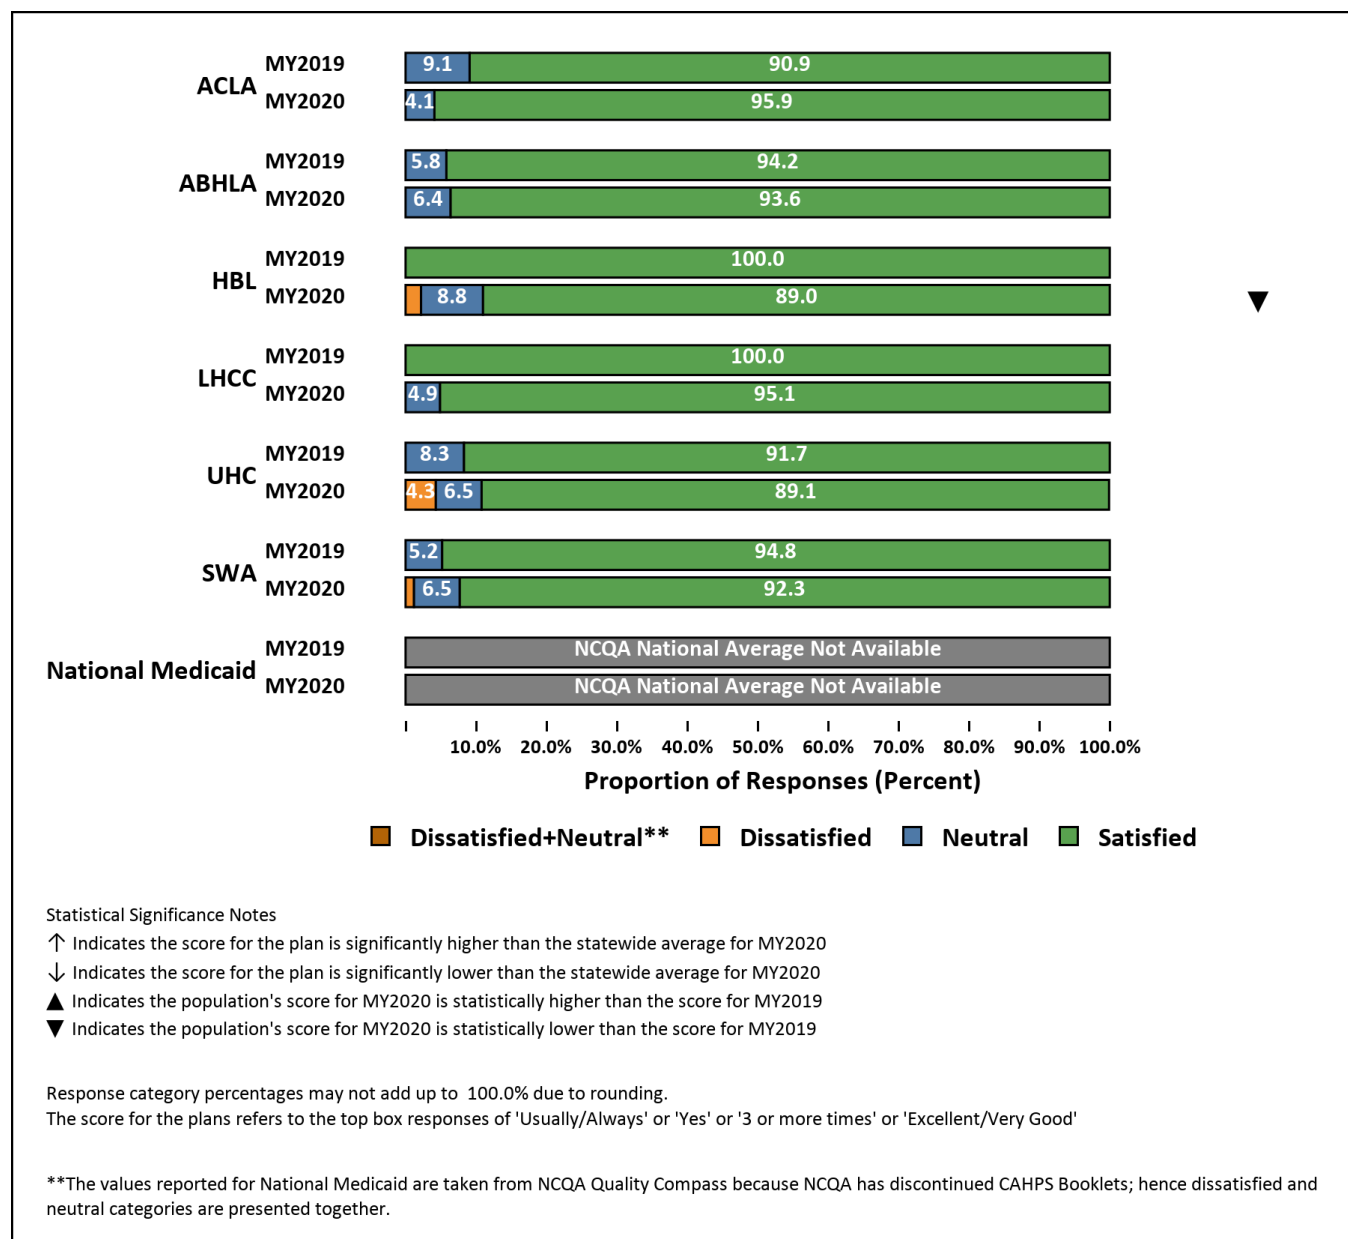 ACLA
MY2019 9.1 90.9
MY2020 4.1 95.9
ABHLA
MY2019 5.8 94.2
MY2020 6.4 93.6
HBL
MY2019 100.0
MY2020 8.8 89.0 ▼
LHCC
MY2019 100.0
MY2020 4.9 95.1
UHC
MY2019 8.3 91.7
MY2020 4.3 6.5 89.1
SWA
MY2019 5.2 94.8
MY2020 6.5 92.3
National Medicaid
MY2019 NCQA National Average Not Available
MY2020 NCQA National Average Not Available
10.0% 20.0% 30.0% 40.0% 50.0% 60.0% 70.0% 80.0% 90.0% 100.0%
Proportion of Responses (Percent)
Dissatisfied+Neutral** Dissatisfied Neutral Satisfied
Statistical Significance Notes
↑ Indicates the score for the plan is significantly higher than the statewide average for MY2020
↓ Indicates the score for the plan is significantly lower than the statewide average for MY2020
▲ Indicates the population's score for MY2020 is statistically higher than the score for MY2019
▼ Indicates the population's score for MY2020 is statistically lower than the score for MY2019
Response category percentages may not add up to 100.0% due to rounding.
The score for the plans refers to the top box responses of 'Usually/Always' or 'Yes' or '3 or more times' or 'Excellent/Very Good'
**The values reported for National Medicaid are taken from NCQA Quality Compass because NCQA has discontinued CAHPS Booklets; hence dissatisfied and
neutral categories are presented together.